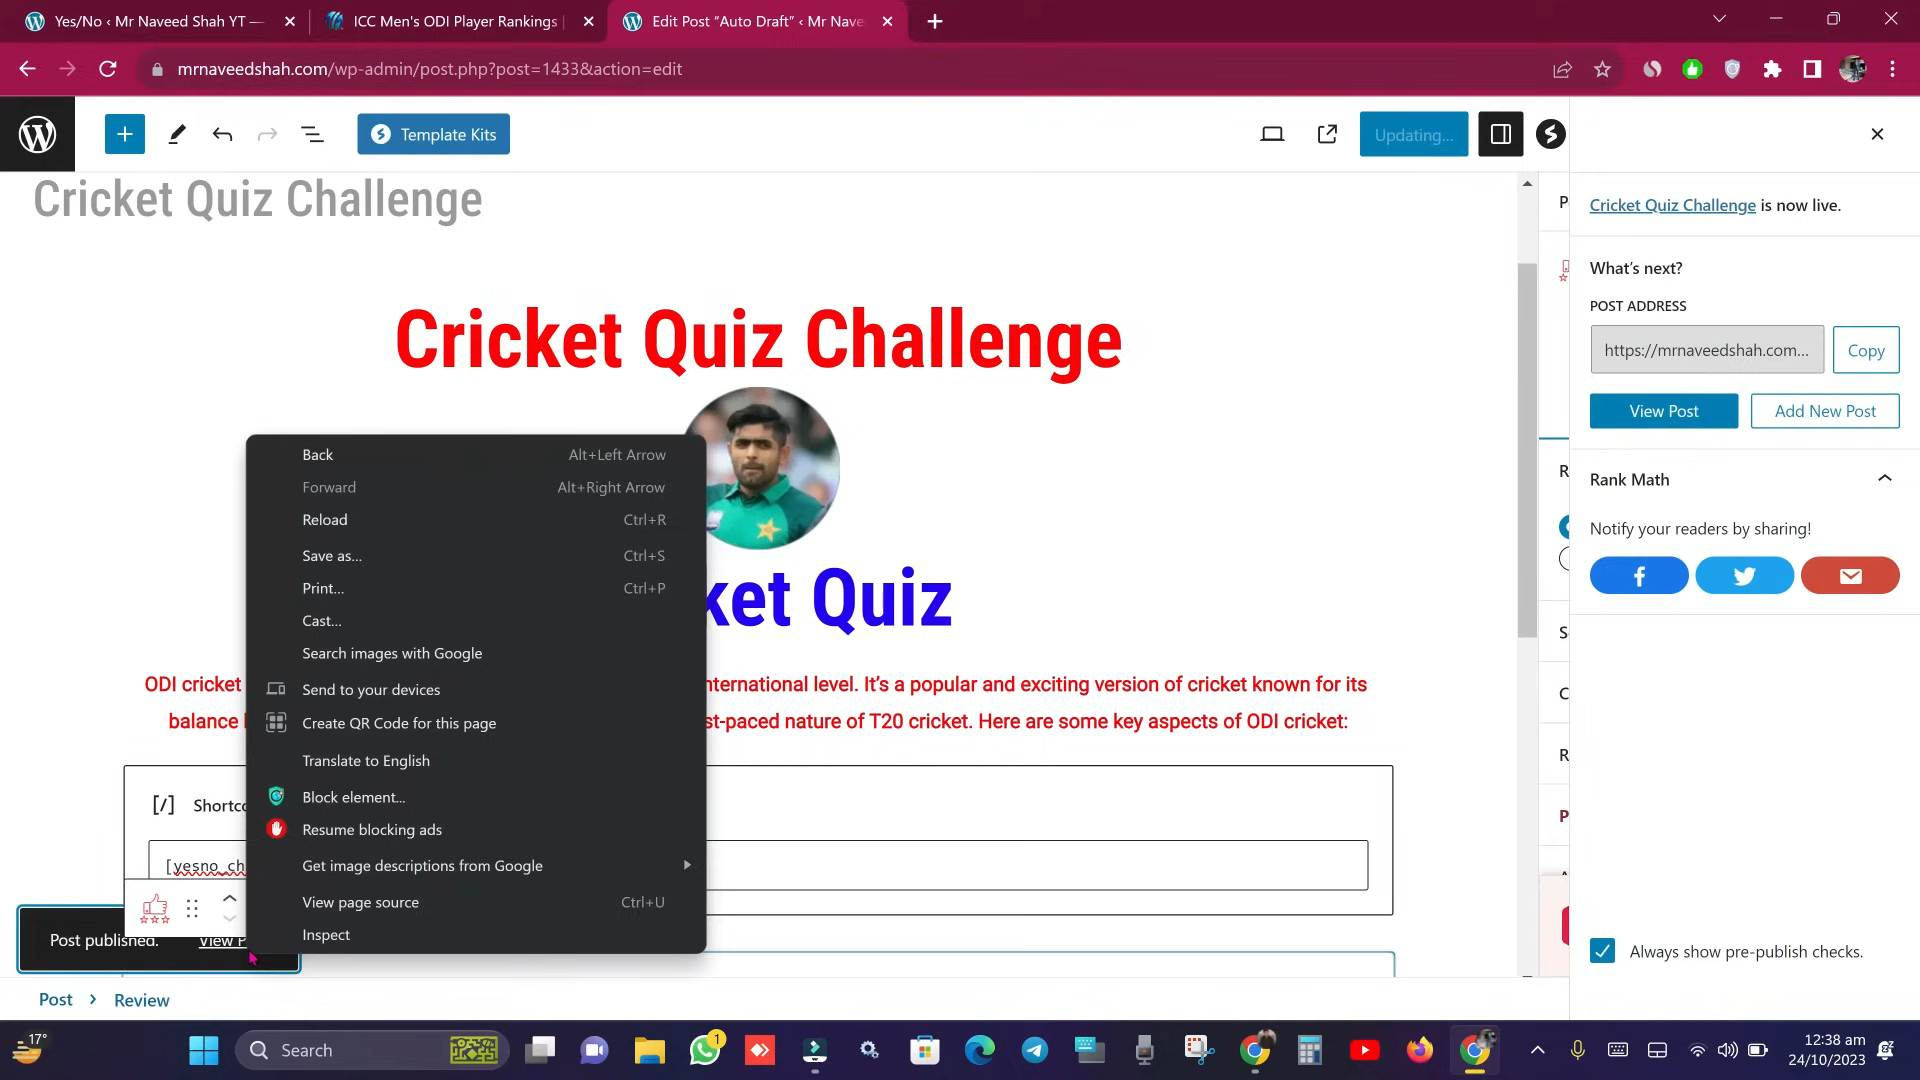 Yes/No ‹ Mr Naveed Shah YT —
ICC Men's ODI Player Rankings |
Edit Post “Auto Draft” ‹ Mr Nave
mrnaveedshah.com/wp-admin/post.php?post=1433&action=edit
Template Kits
Updating...
Cricket Quiz Challenge
Cricket Quiz Challenge
ket Quiz
ODI cricket
nternational level. It’s a popular and exciting version of cricket known for its
balance
st-paced nature of T20 cricket. Here are some key aspects of ODI cricket:
[/] Shortco
[yesno_ch
Post published.
View P
Back Alt+Left Arrow
Forward Alt+Right Arrow
Reload Ctrl+R
Save as... Ctrl+S
Print... Ctrl+P
Cast...
Search images with Google
Send to your devices
Create QR Code for this page
Translate to English
Block element...
Resume blocking ads
Get image descriptions from Google
View page source Ctrl+U
Inspect
Cricket Quiz Challenge is now live.
What’s next?
POST ADDRESS
https://mrnaveedshah.com...
Copy
View Post
Add New Post
Rank Math
Notify your readers by sharing!
Always show pre-publish checks.
Post › Review
17°
Search
1
12:38 am
24/10/2023